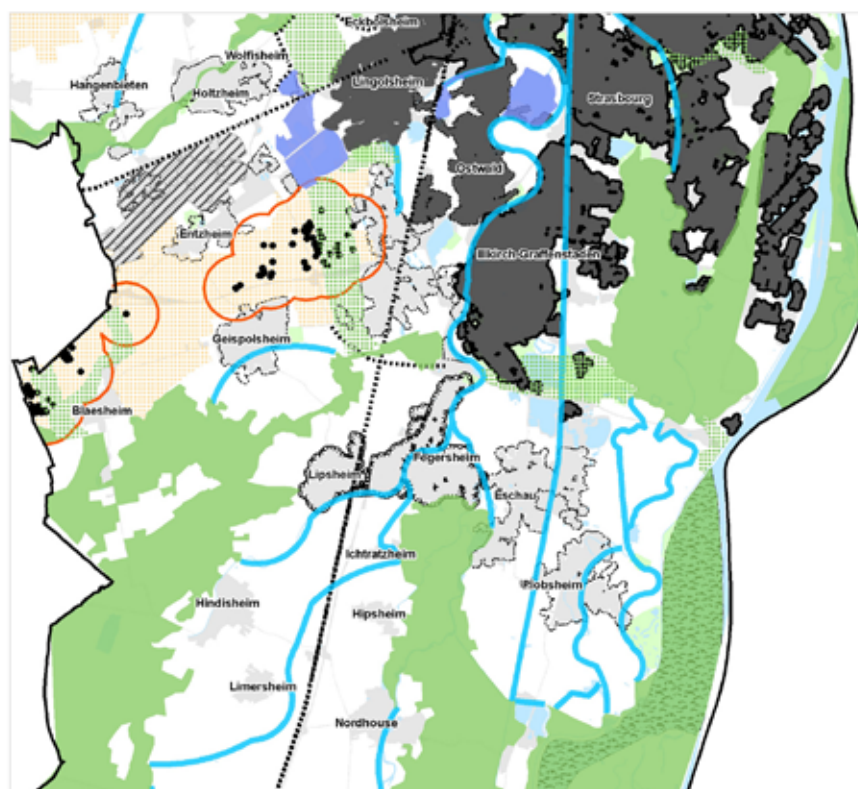 Eckbolsheim
Wolfisheim
Hangenbieten
Holtzheim
Lingolsheim
Strasbourg
Ostwald
Entzheim
Illkirch-Graffenstaden
Geispolsheim
Blaesheim
Fegersheim
Lipsheim
Eschau
Ichtratzheim
Plobsheim
Hindisheim
Hipsheim
Limersheim
Nordhouse